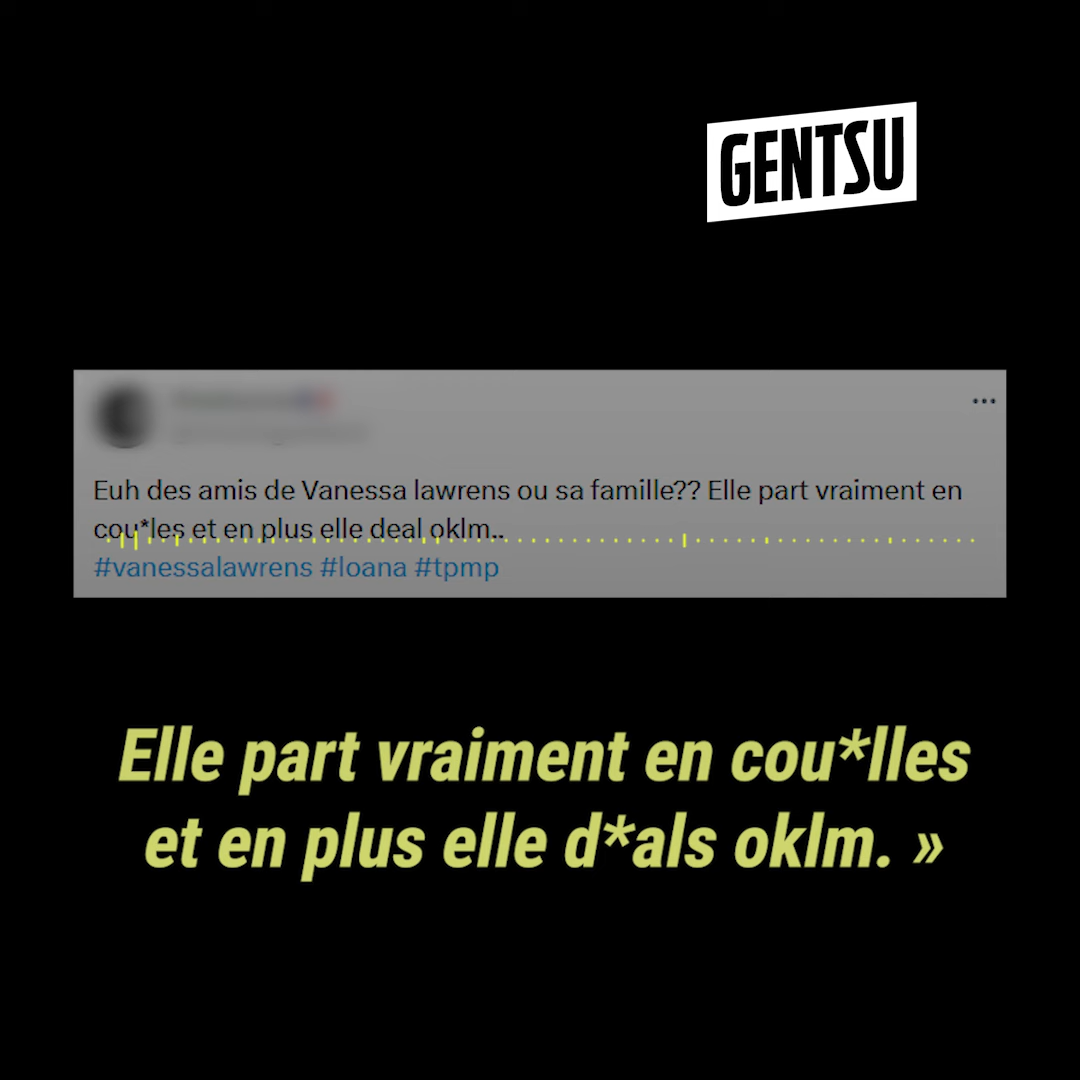 GENTSU
Euh des amis de Vanessa lawrens ou sa famille?? Elle part vraiment en
cou*les et en plus elle deal oklm..
#vanessalawrens #loana #tpmp
Elle part vraiment en cou*lles
et en plus elle d*als oklm. »